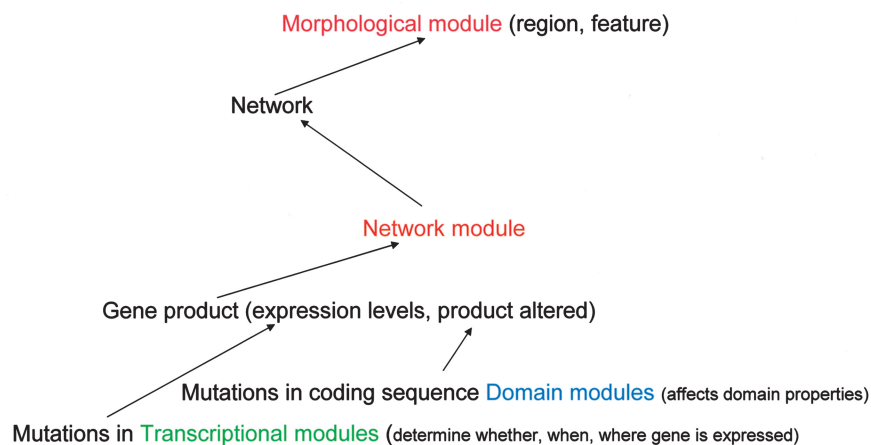 Morphological module (region, feature)
Network
Network module
Gene product (expression levels, product altered)
Mutations in coding sequence Domain modules (affects domain properties)
Mutations in Transcriptional modules (determine whether, when, where gene is expressed)